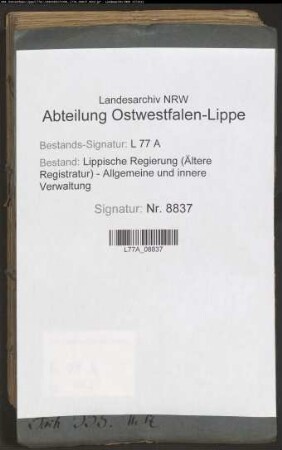 Landesarchiv NRW
Abteilung Ostwestfalen-Lippe
Bestands-Signatur: L 77 A
Bestand: Lippische Regierung (Ältere
Registratur) - Allgemeine und innere
Verwaltung
Signatur: Nr. 8837
L77A_08837